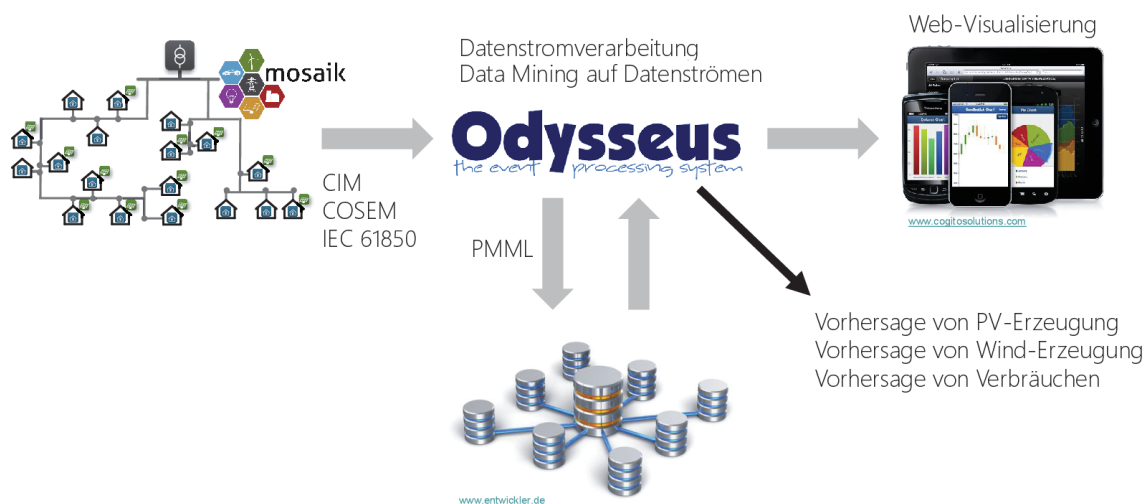 Web-Visualisierung
Datenstromverarbeitung
Data Mining auf Datenströmen
mosaik
Odysseus
the event processing system
CIM
COSEM
IEC 61850
PMML
www.cogitosolutions.com
Vorhersage von PV-Erzeugung
Vorhersage von Wind-Erzeugung
Vorhersage von Verbräuchen
www.entwickler.de